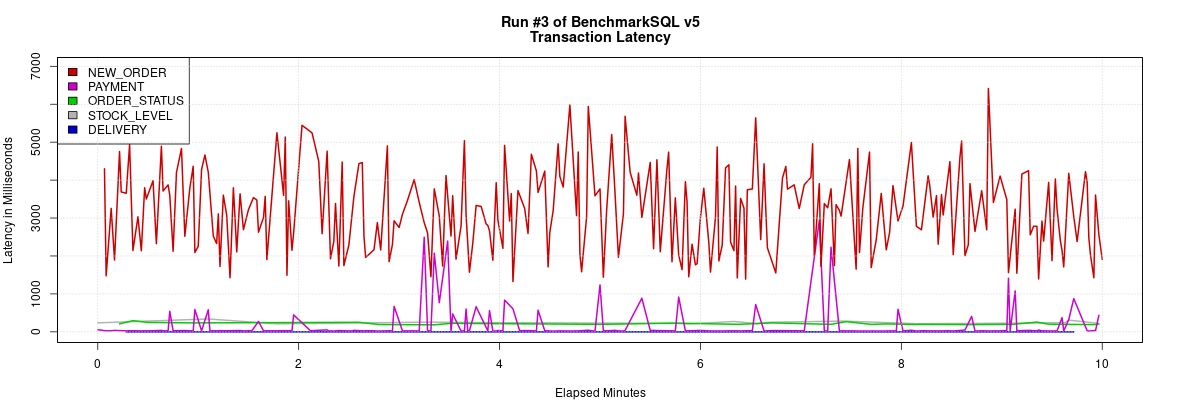 Run #3 of BenchmarkSQL v5
Transaction Latency
Latency in Milliseconds
7000
5000
3000
1000
0
NEW_ORDER
PAYMENT
ORDER_STATUS
STOCK_LEVEL
DELIVERY
0 2 4 6 8 10
Elapsed Minutes